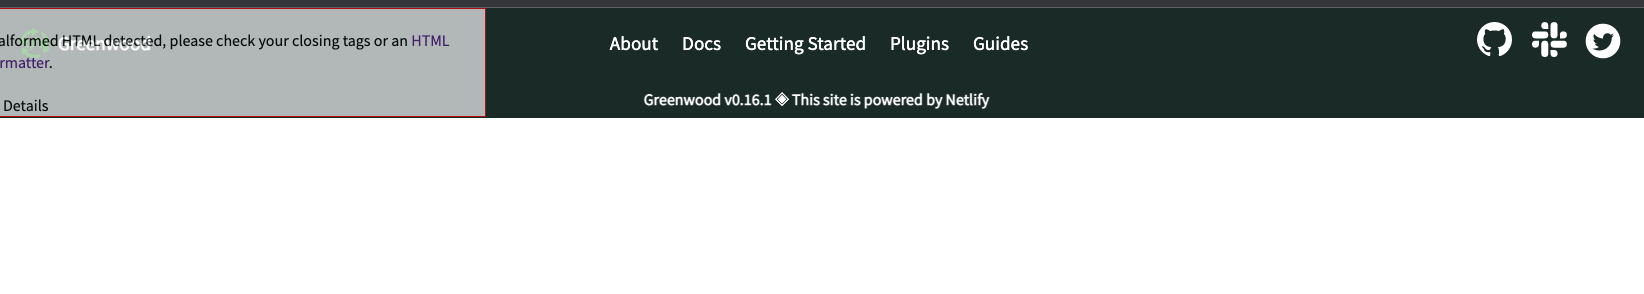 alformed HTML detected, please check your closing tags or an HTML
rmatter.
Details
Greenwood
About Docs Getting Started Plugins Guides
Greenwood v0.16.1 ◈ This site is powered by Netlify